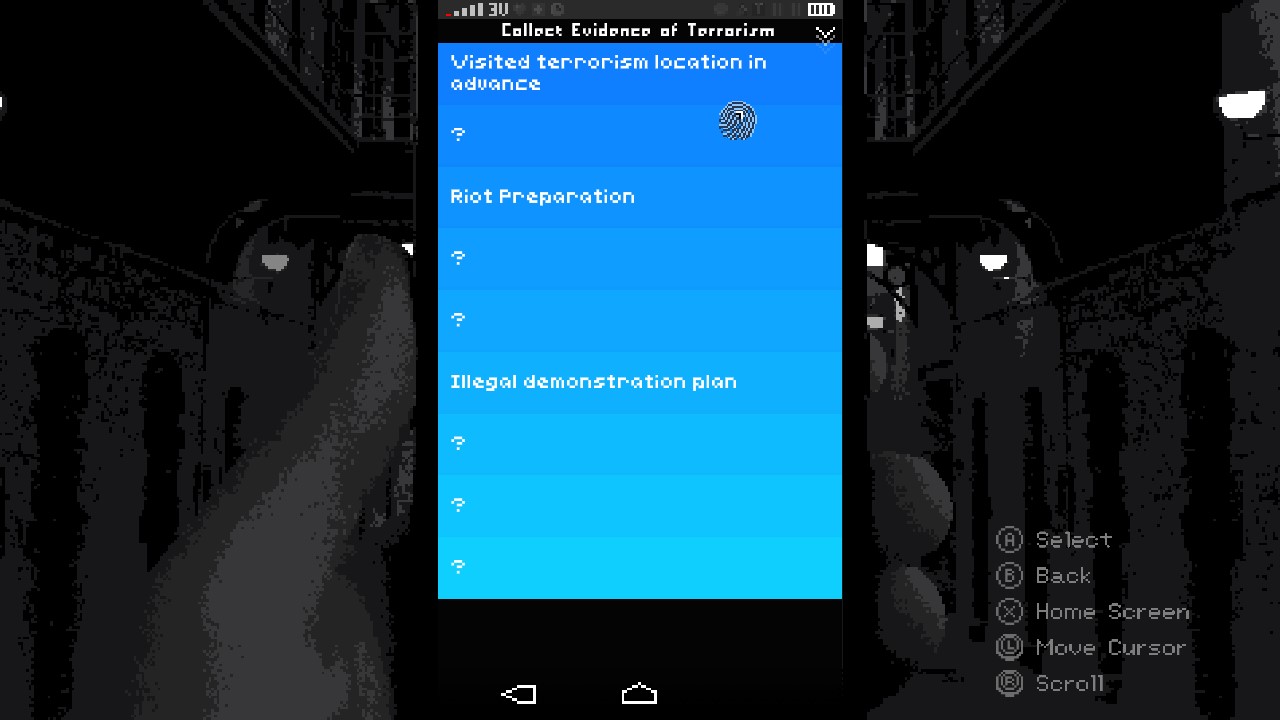 3V
Collect Evidence of Terrorism
Visited terrorism location in
advance
?
Riot Preparation
?
?
Illegal demonstration plan
?
?
?
A Select
B Back
X Home Screen
L Move Cursor
R Scroll